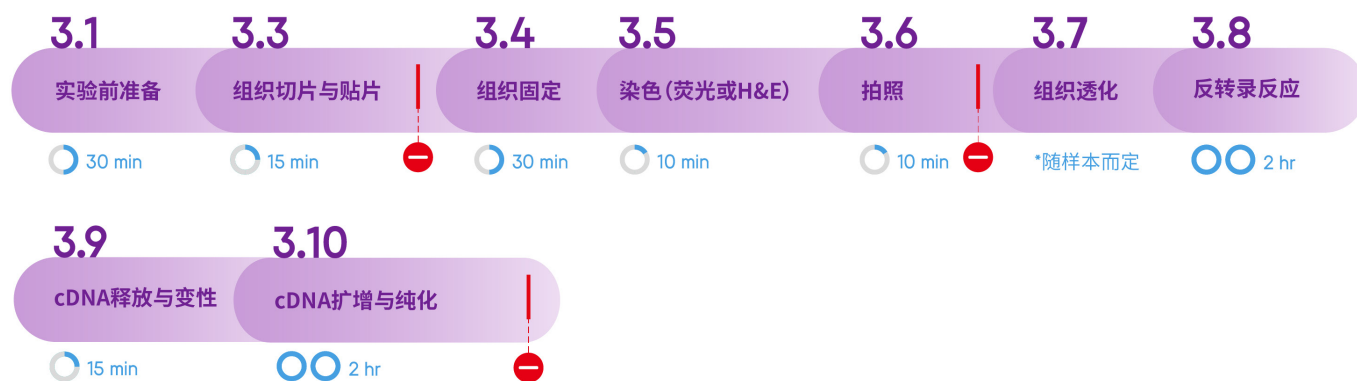 3.1 3.3 3.4 3.5 3.6 3.7 3.8
实验前准备 组织切片与贴片 组织固定 染色(荧光或H&E) 拍照 组织透化 反转录反应
30 min 15 min 30 min 10 min 10 min *随样本而定 2 hr
3.9 3.10
cDNA释放与变性 cDNA扩增与纯化
15 min 2 hr